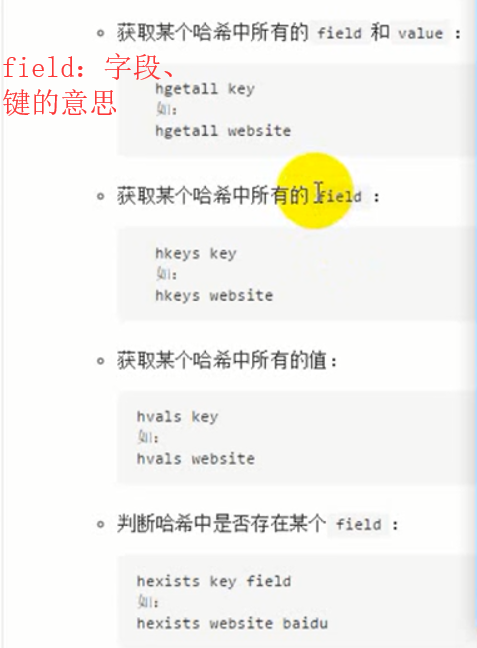 获取某个哈希中所有的 field 和 value ：
field：字段、
键的意思
hgetall key
如：
hgetall website
获取某个哈希中所有的 field ：
hkeys key
如：
hkeys website
获取某个哈希中所有的值：
hvals key
如：
hvals website
判断哈希中是否存在某个 field ：
hexists key field
如：
hexists website baidu